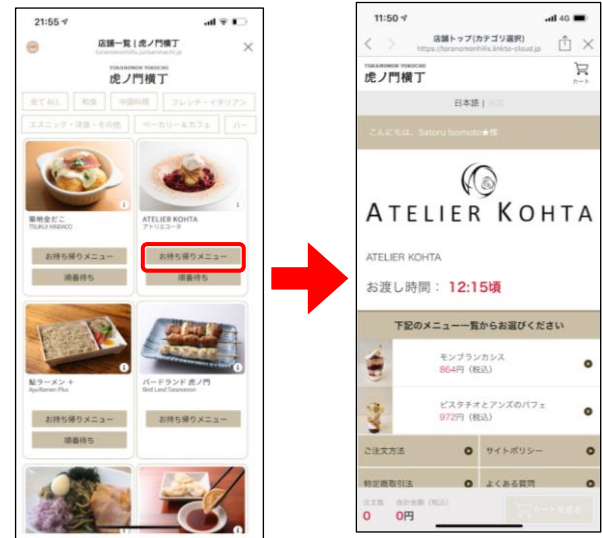 21:55
店舗一覧 | 虎ノ門横丁
toranomonhills.junbanmachi.jp
TORANOMON YOKOCHO
虎ノ門横丁
全て ALL
和食
中国料理
フレンチ・イタリアン
エスニック・洋食・その他
ベーカリー＆カフェ
バー
築地金だこ
TSUKIJI KINDACO
ATELIER KOHTA
アトリエコータ
お持ち帰りメニュー
お持ち帰りメニュー
順番待ち
順番待ち
鮎ラーメン＋
Ayu Ramen Plus
バードランド 虎ノ門
Bird Land Toranomon
お持ち帰りメニュー
お持ち帰りメニュー
順番待ち
11:50
4G
店舗トップ(カテゴリ選択)
https://toranomonhills.linkto-cloud.jp
TORANOMON YOKOCHO
虎ノ門横丁
カート
日本語 |
こんにちは、Satoru Isomoto★様
ATELIER KOHTA
ATELIER KOHTA
お渡し時間： 12:15頃
下記のメニュー一覧からお選びください
モンブランカシス
864円（税込）
ピスタチオとアンズのパフェ
972円（税込）
ご注文方法
サイトポリシー
特定商取引法
よくある質問
注文数
合計金額（税込）
0
0円
カートを見る